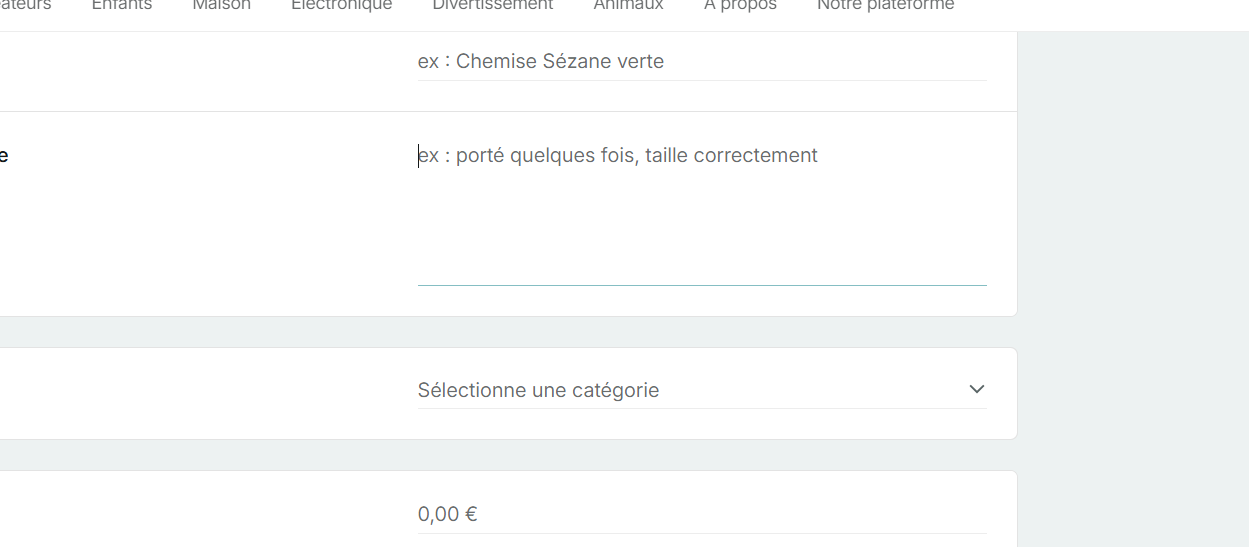 ateurs Enfants Maison Électronique Divertissement Animaux À propos Notre plateforme
ex : Chemise Sézane verte
e ex : porté quelques fois, taille correctement
Sélectionne une catégorie
0,00 €